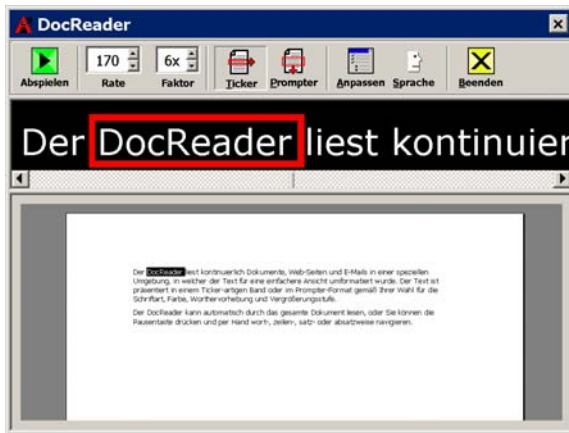 DocReader
170 6x
Abspielen Rate Faktor Ticker Prompter Anpassen Sprache Beenden
Der DocReader liest kontinuier
Der DocReader liest kontinuierlich Dokumente, Web-Seiten und E-Mails in einer speziellen
Umgebung, in welcher der Text für eine einfachere Ansicht umformatiert wurde. Der Text ist
präsentiert in einem Ticker-artigen Band oder im Prompter-Format gemäß Ihrer Wahl für die
Schriftart, Farbe, Worthervorhebung und Vergrößerungsstufe.
Der DocReader kann automatisch durch das gesamte Dokument lesen, oder Sie können die
Pausentaste drücken und per Hand wort-, zeilen-, satz- oder absatzweise navigieren.